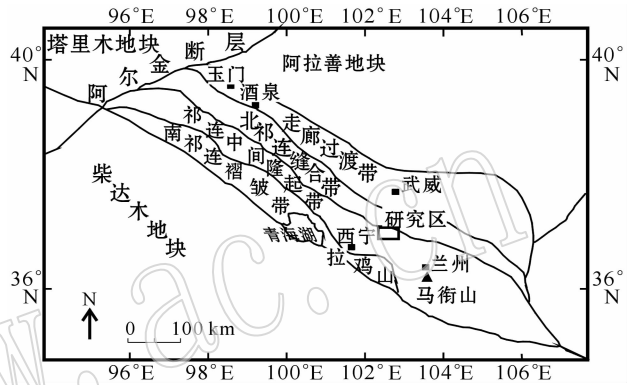 96°E 98°E 100°E 102°E 104°E 106°E
塔里木地块
阿尔金断层
阿拉善地块
40°N
40°N
玉门
酒泉
走廊过渡带
北祁连缝合带
祁连中间隆起带
南祁连褶皱带
柴达木地块
武威
研究区
青海湖
西宁
拉鸡山
兰州
马衔山
36°N
36°N
N
0 100 km
96°E 98°E 100°E 102°E 104°E 106°E
www.ac.cn